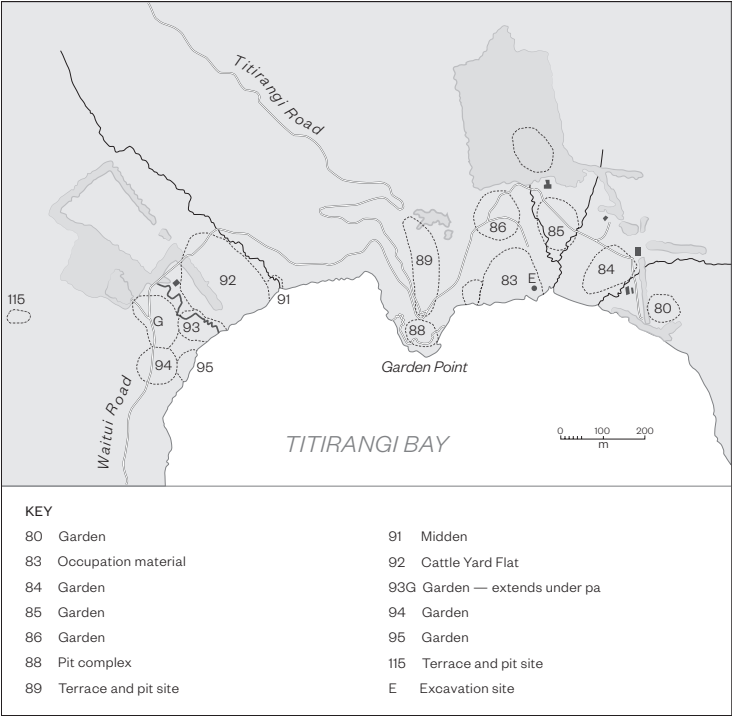 Titirangi Road
86
85
89
92
83
E
84
91
115
80
G
93
88
94
95
Garden Point
Waitui Road
TITIRANGI BAY
0 100 200
m
KEY
80 Garden
83 Occupation material
84 Garden
85 Garden
86 Garden
88 Pit complex
89 Terrace and pit site
91 Midden
92 Cattle Yard Flat
93G Garden — extends under pa
94 Garden
95 Garden
115 Terrace and pit site
E Excavation site